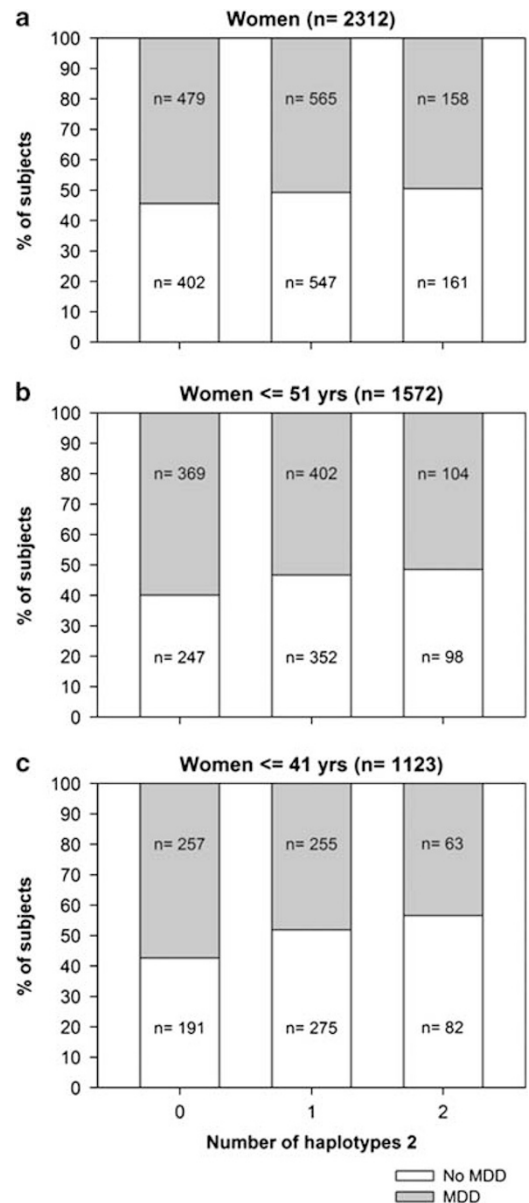 a
Women (n= 2312)
100
90
80
70
60
50
40
30
20
10
0
% of subjects
n= 479 n= 565 n= 158
n= 402 n= 547 n= 161
b
Women <= 51 yrs (n= 1572)
100
90
80
70
60
50
40
30
20
10
0
% of subjects
n= 369 n= 402 n= 104
n= 247 n= 352 n= 98
c
Women <= 41 yrs (n= 1123)
100
90
80
70
60
50
40
30
20
10
0
% of subjects
n= 257 n= 255 n= 63
n= 191 n= 275 n= 82
0 1 2
Number of haplotypes 2
No MDD
MDD